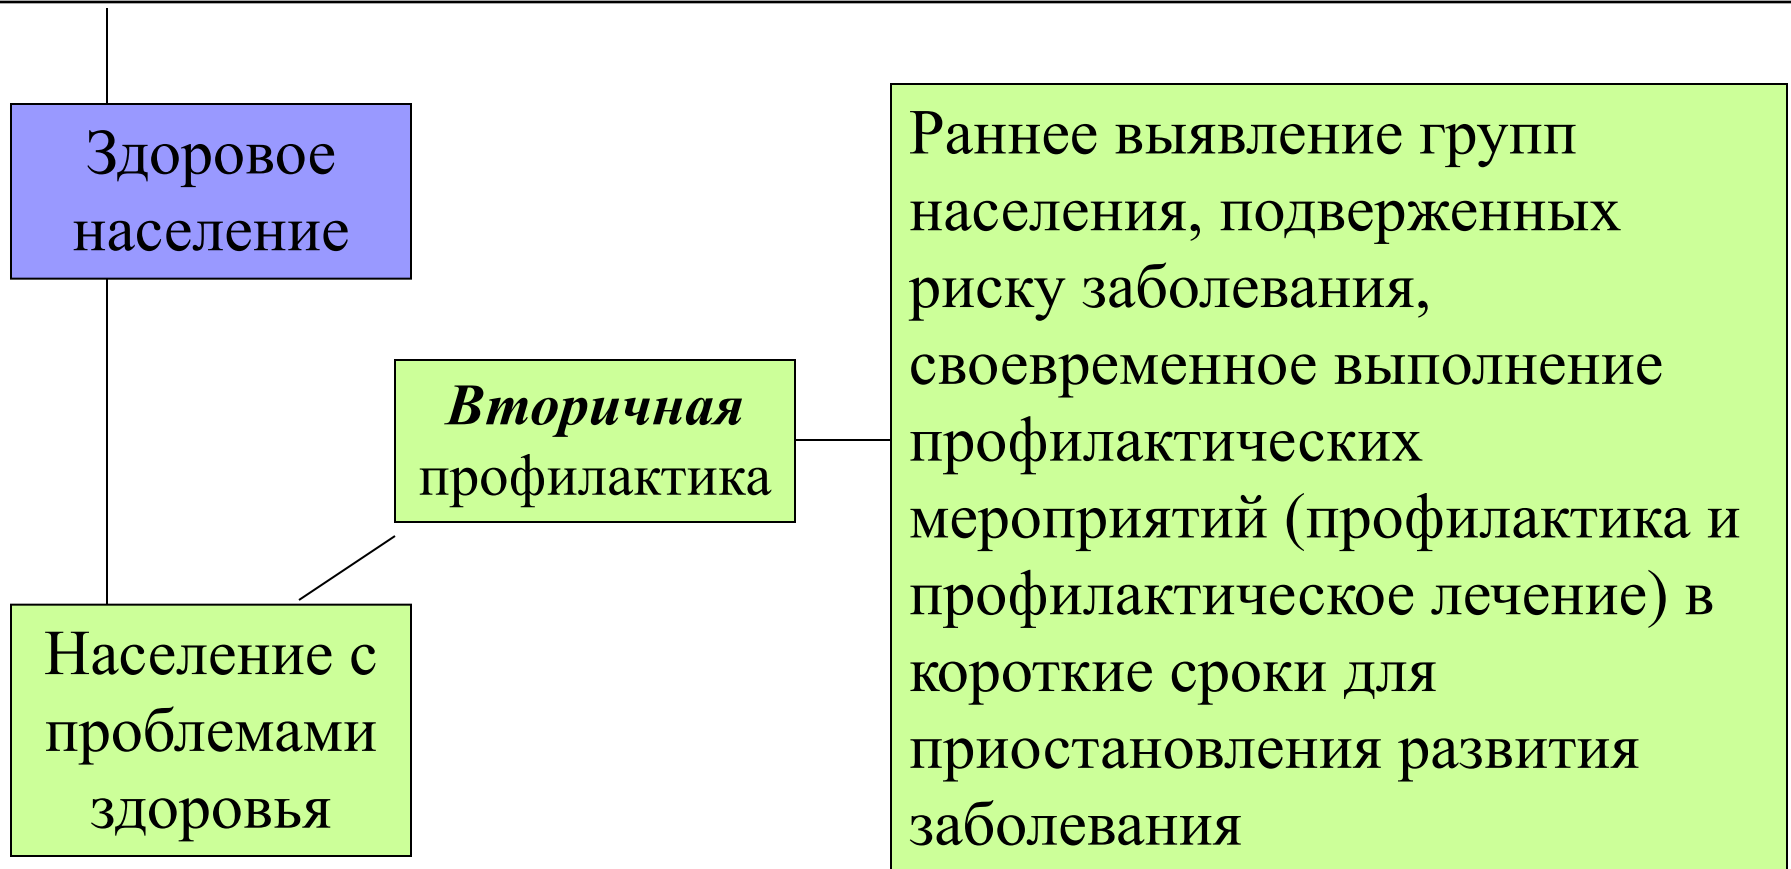 Здоровое
население
Вторичная
профилактика
Население с
проблемами
здоровья
Раннее выявление групп
населения, подверженных
риску заболевания,
своевременное выполнение
профилактических
мероприятий (профилактика и
профилактическое лечение) в
короткие сроки для
приостановления развития
заболевания